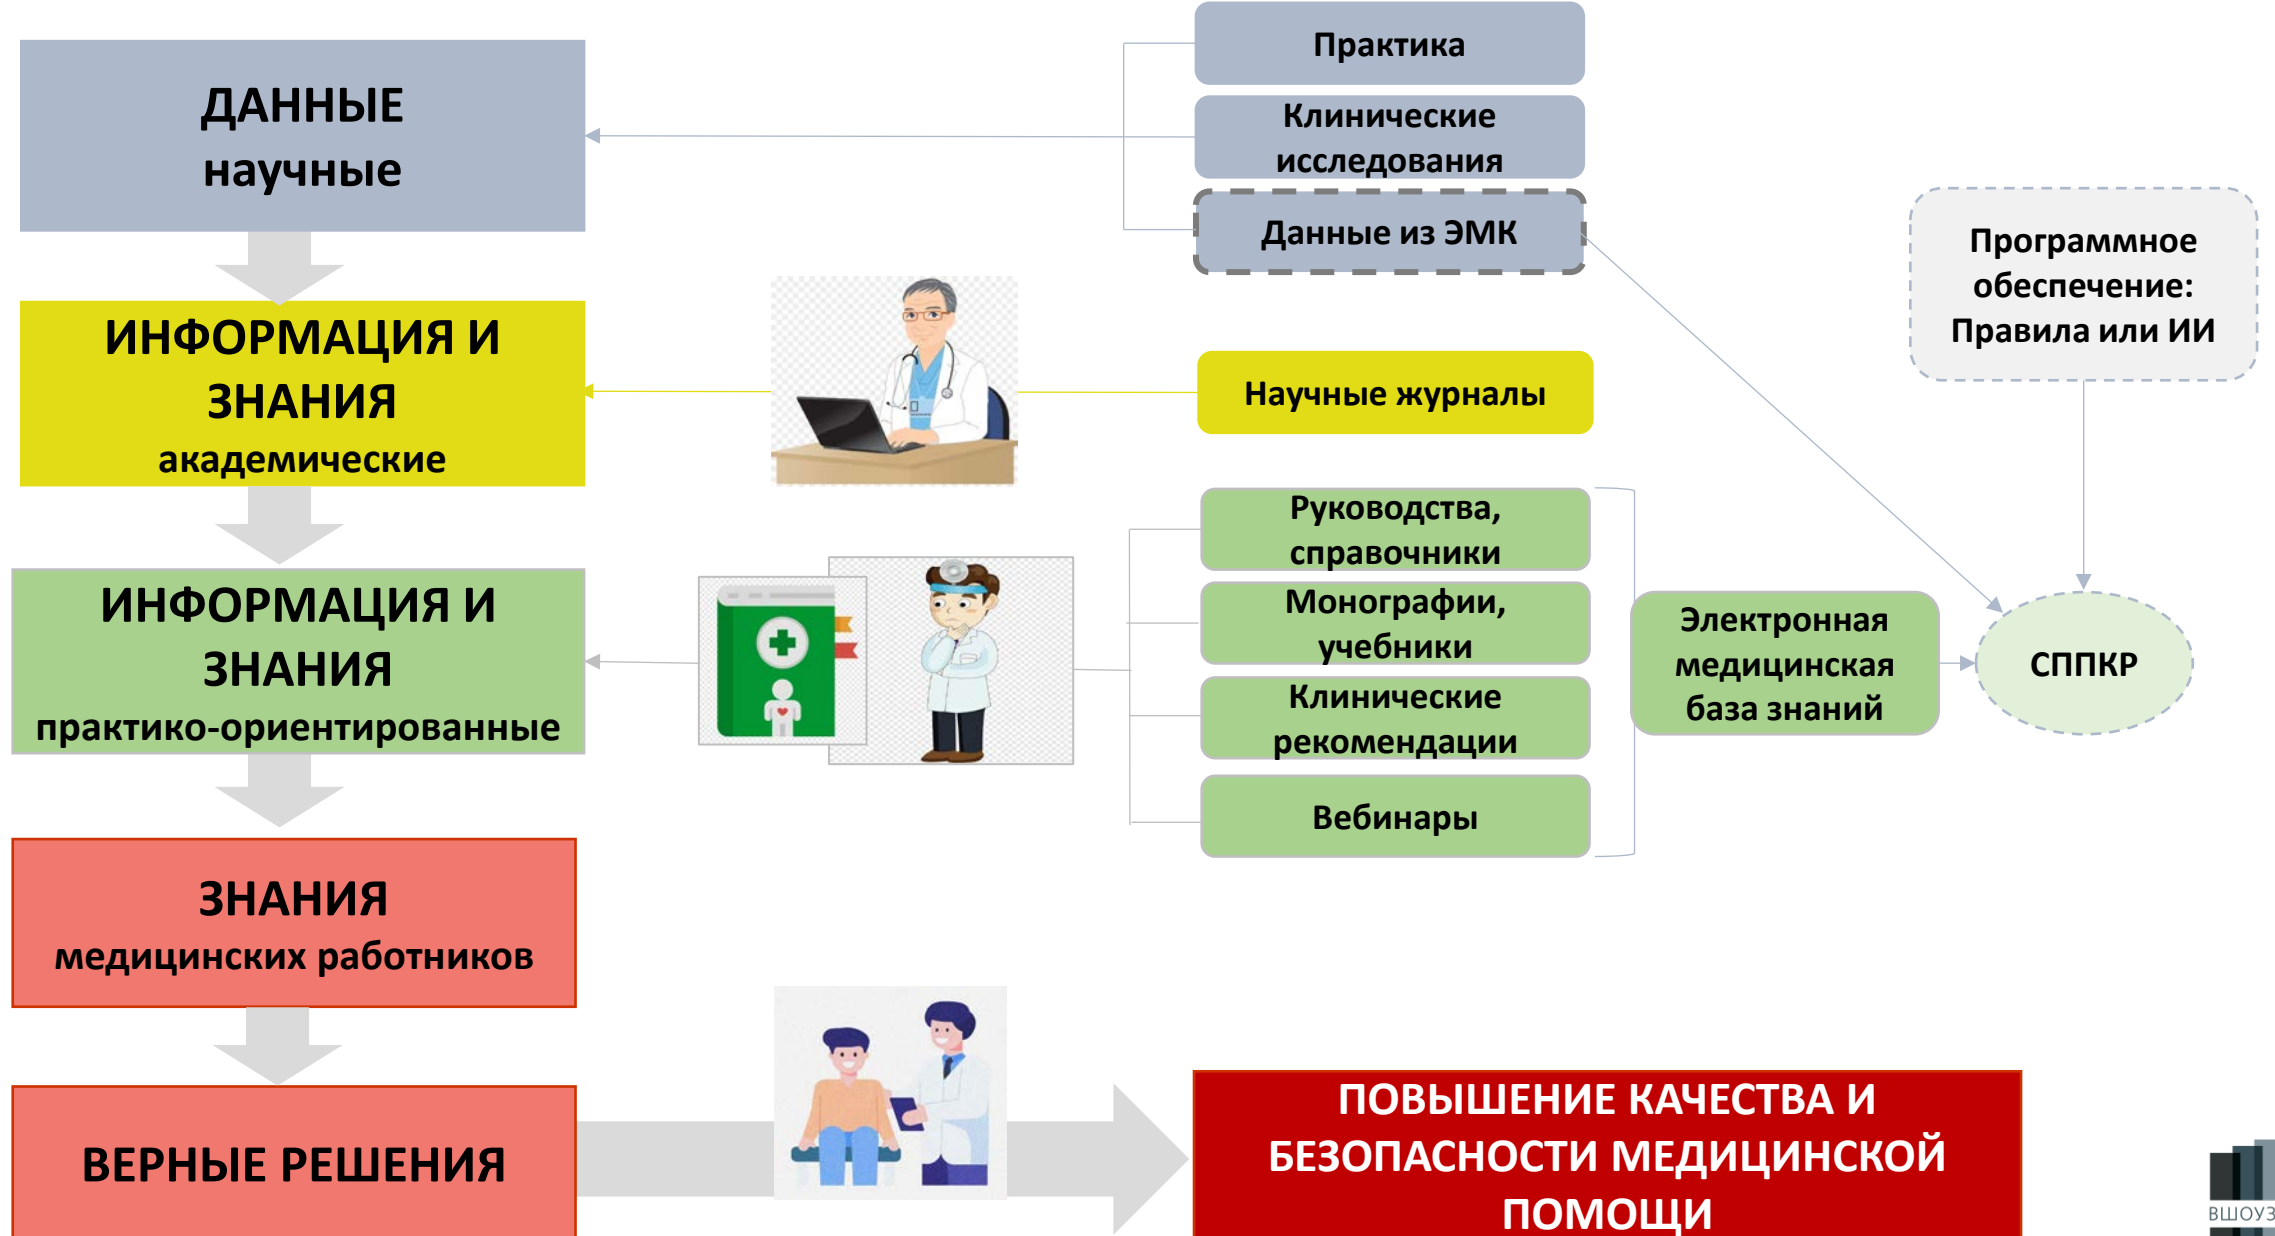 ДАННЫЕ
научные
ИНФОРМАЦИЯ И
ЗНАНИЯ
академические
ИНФОРМАЦИЯ И
ЗНАНИЯ
практико-ориентированные
ЗНАНИЯ
медицинских работников
ВЕРНЫЕ РЕШЕНИЯ
Практика
Клинические
исследования
Данные из ЭМК
Научные журналы
Руководства,
справочники
Монографии,
учебники
Клинические
рекомендации
Вебинары
Электронная
медицинская
база знаний
Программное
обеспечение:
Правила или ИИ
СППКР
ПОВЫШЕНИЕ КАЧЕСТВА И
БЕЗОПАСНОСТИ МЕДИЦИНСКОЙ
ПОМОЩИ
ВШОУЗ